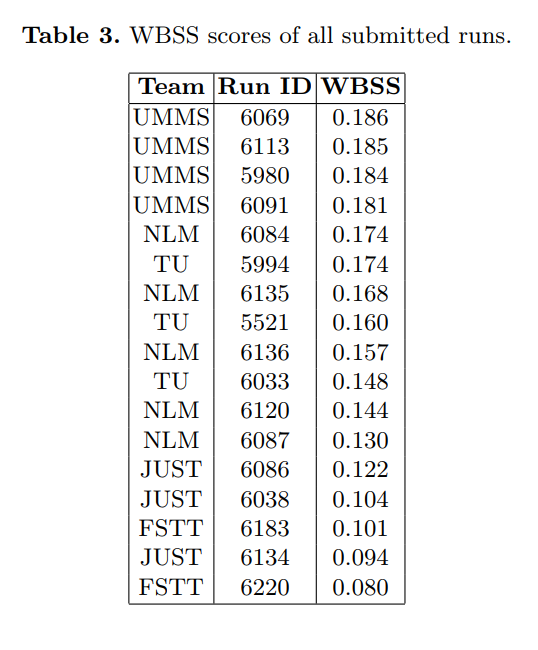 Table 3. WBSS scores of all submitted runs.
Team Run ID WBSS
UMMS 6069 0.186
UMMS 6113 0.185
UMMS 5980 0.184
UMMS 6091 0.181
NLM 6084 0.174
TU 5994 0.174
NLM 6135 0.168
TU 5521 0.160
NLM 6136 0.157
TU 6033 0.148
NLM 6120 0.144
NLM 6087 0.130
JUST 6086 0.122
JUST 6038 0.104
FSTT 6183 0.101
JUST 6134 0.094
FSTT 6220 0.080